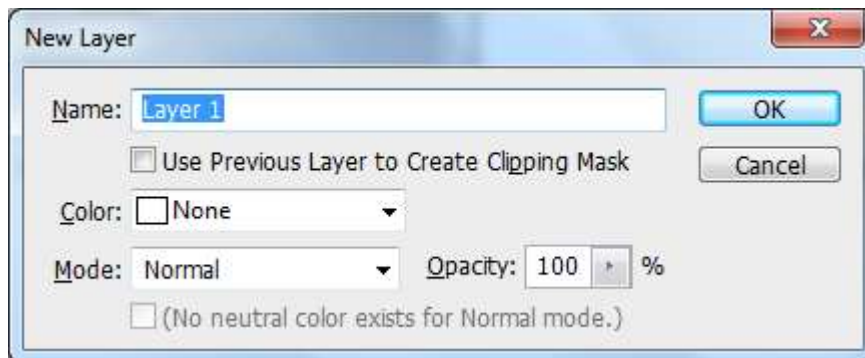 New Layer
Name: Layer 1
OK
Use Previous Layer to Create Clipping Mask
Cancel
Color: None
Mode: Normal Opacity: 100 %
(No neutral color exists for Normal mode.)